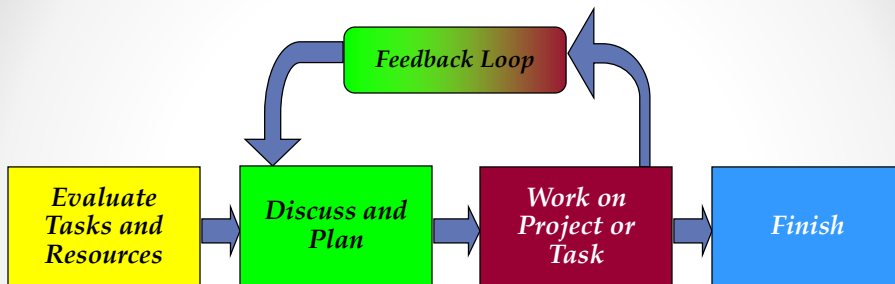 Feedback Loop
Evaluate
Tasks and
Resources
Discuss and
Plan
Work on
Project or
Task
Finish